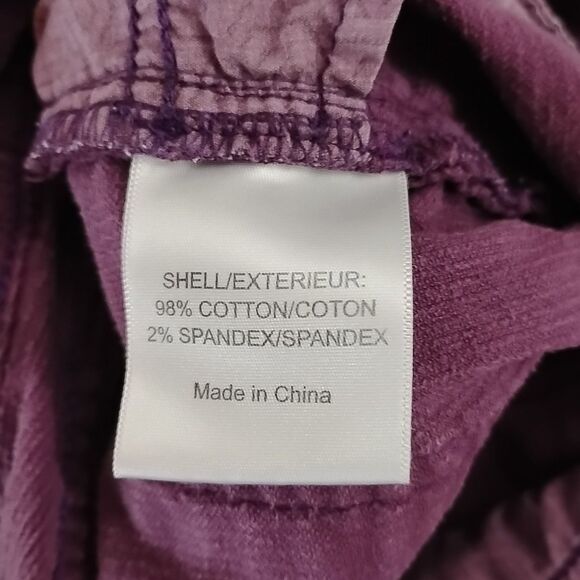 SHELL/EXTERIEUR:
98% COTTON/COTON
2% SPANDEX/SPANDEX
Made in China